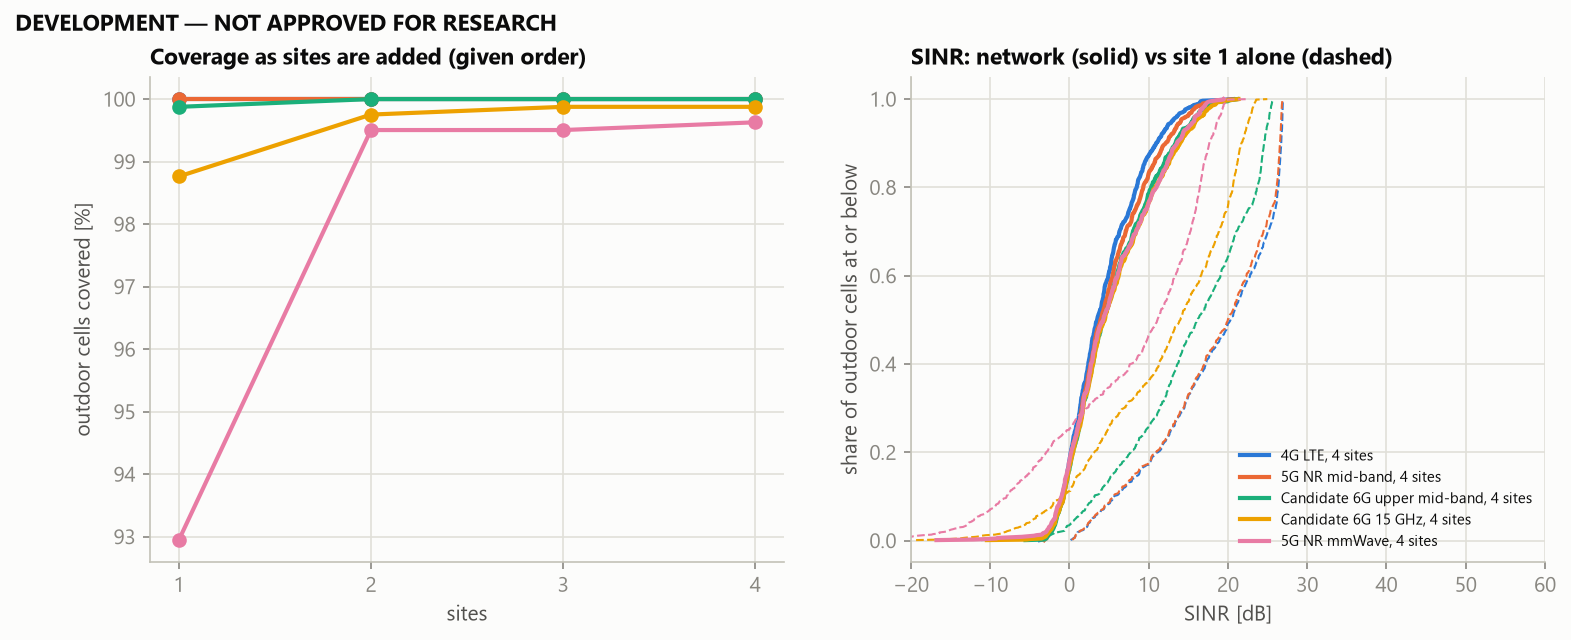 DEVELOPMENT — NOT APPROVED FOR RESEARCH
Coverage as sites are added (given order)
outdoor cells covered [%]
100
99
98
97
96
95
94
93
1 2 3 4
sites
SINR: network (solid) vs site 1 alone (dashed)
share of outdoor cells at or below
1.0
0.8
0.6
0.4
0.2
0.0
4G LTE, 4 sites
5G NR mid-band, 4 sites
Candidate 6G upper mid-band, 4 sites
Candidate 6G 15 GHz, 4 sites
5G NR mmWave, 4 sites
−20 −10 0 10 20 30 40 50 60
SINR [dB]